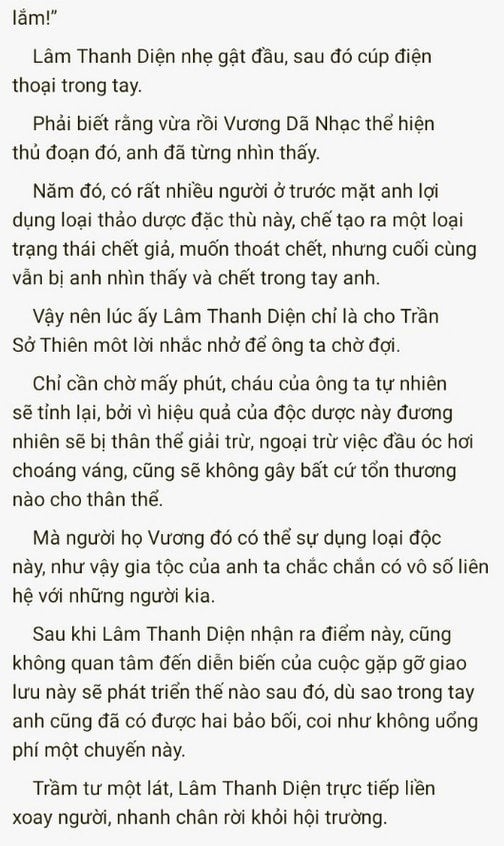 lắm!”
Lâm Thanh Diện nhẹ gật đầu, sau đó cúp điện
thoại trong tay.
Phải biết rằng vừa rồi Vương Dã Nhạc thể hiện
thủ đoạn đó, anh đã từng nhìn thấy.
Năm đó, có rất nhiều người ở trước mặt anh lợi
dụng loại thảo dược đặc thù này, chế tạo ra một loại
trạng thái chết giả, muốn thoát chết, nhưng cuối cùng
vẫn bị anh nhìn thấy và chết trong tay anh.
Vậy nên lúc ấy Lâm Thanh Diện chỉ là cho Trần
Sở Thiên môt lời nhắc nhở để ông ta chờ đợi.
Chỉ cần chờ mấy phút, cháu của ông ta tự nhiên
sẽ tỉnh lại, bởi vì hiệu quả của độc dược này đương
nhiên sẽ bị thân thể giải trừ, ngoại trừ việc đầu óc hơi
choáng váng, cũng sẽ không gây bất cứ tổn thương
nào cho thân thể.
Mà người họ Vương đó có thể sự dụng loại độc
này, như vậy gia tộc của anh ta chắc chắn có vô số liên
hệ với những người kia.
Sau khi Lâm Thanh Diện nhận ra điểm này, cũng
không quan tâm đến diễn biến của cuộc gặp gỡ giao
lưu này sẽ phát triển thế nào sau đó, dù sao trong tay
anh cũng đã có được hai bảo bối, coi như không uổng
phí một chuyến này.
Trầm tư một lát, Lâm Thanh Diện trực tiếp liền
xoay người, nhanh chân rời khỏi hội trường.